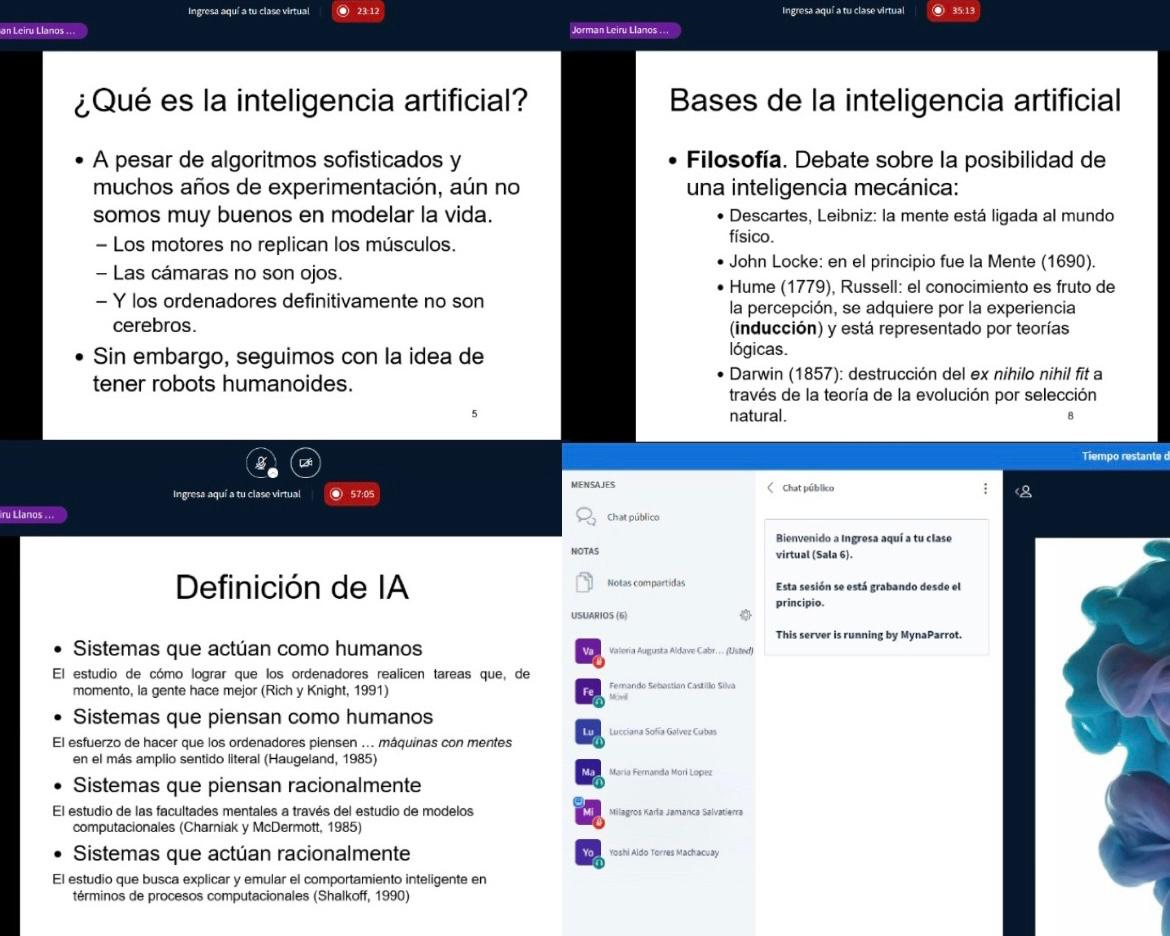 Ingresa aquí a tu clase virtual
23:12
an Leiru Llanos ...
¿Qué es la inteligencia artificial?
• A pesar de algoritmos sofisticados y
muchos años de experimentación, aún no
somos muy buenos en modelar la vida.
– Los motores no replican los músculos.
– Las cámaras no son ojos.
– Y los ordenadores definitivamente no son
cerebros.
• Sin embargo, seguimos con la idea de
tener robots humanoides.
5
Ingresa aquí a tu clase virtual
35:13
Jorman Leiru Llanos ...
Bases de la inteligencia artificial
• Filosofía. Debate sobre la posibilidad de
una inteligencia mecánica:
• Descartes, Leibniz: la mente está ligada al mundo
físico.
• John Locke: en el principio fue la Mente (1690).
• Hume (1779), Russell: el conocimiento es fruto de
la percepción, se adquiere por la experiencia
(inducción) y está representado por teorías
lógicas.
• Darwin (1857): destrucción del ex nihilo nihil fit a
través de la teoría de la evolución por selección
natural.
8
Ingresa aquí a tu clase virtual
57:05
iru Llanos ...
Definición de IA
• Sistemas que actúan como humanos
El estudio de cómo lograr que los ordenadores realicen tareas que, de
momento, la gente hace mejor (Rich y Knight, 1991)
• Sistemas que piensan como humanos
El esfuerzo de hacer que los ordenadores piensen … máquinas con mentes
en el más amplio sentido literal (Haugeland, 1985)
• Sistemas que piensan racionalmente
El estudio de las facultades mentales a través del estudio de modelos
computacionales (Charniak y McDermott, 1985)
• Sistemas que actúan racionalmente
El estudio que busca explicar y emular el comportamiento inteligente en
términos de procesos computacionales (Shalkoff, 1990)
Tiempo restante d
MENSAJES
Chat público
NOTAS
Notas compartidas
USUARIOS (6)
Va Valeria Augusta Aldave Cabr... (Usted)
Fe Fernando Sebastian Castillo Silva
Móvil
Lu Lucciana Sofía Galvez Cubas
Ma Maria Fernanda Mori Lopez
Mi Milagros Karla Jamanca Salvatierra
Yo Yoshi Aldo Torres Machacuay
Chat público
Bienvenido a Ingresa aquí a tu clase
virtual (Sala 6).
Esta sesión se está grabando desde el
principio.
This server is running by MynaParrot.